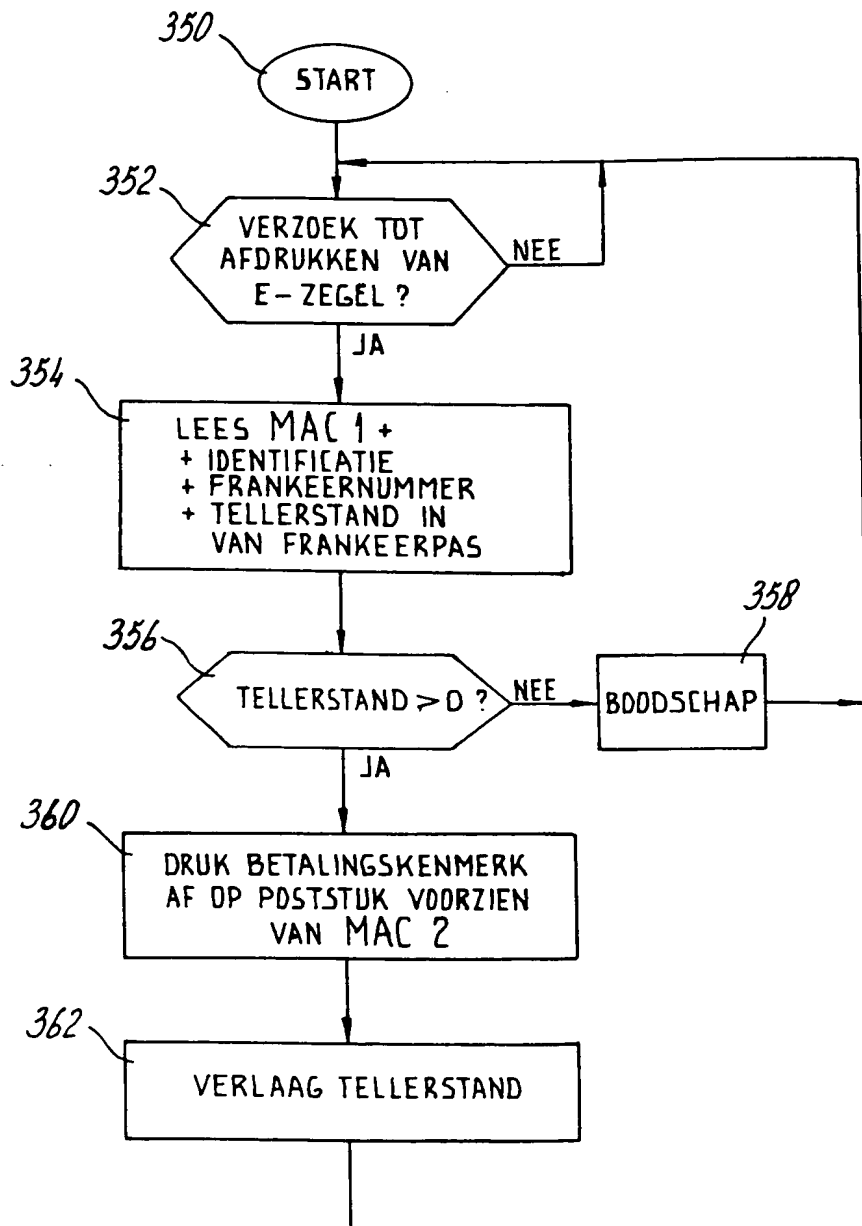 350
START
352
VERZOEK TOT
AFDRUKKEN VAN
E-ZEGEL?
NEE
JA
354
LEES MAC 1 +
+ IDENTIFICATIE
+ FRANKEERNUMMER
+ TELLERSTAND IN
VAN FRANKEERPAS
356
TELLERSTAND > 0 ?
NEE
358
BOODSCHAP
JA
360
DRUK BETALINGSKENMERK
AF OP POSTSTUK VOORZIEN
VAN MAC 2
362
VERLAAG TELLERSTAND